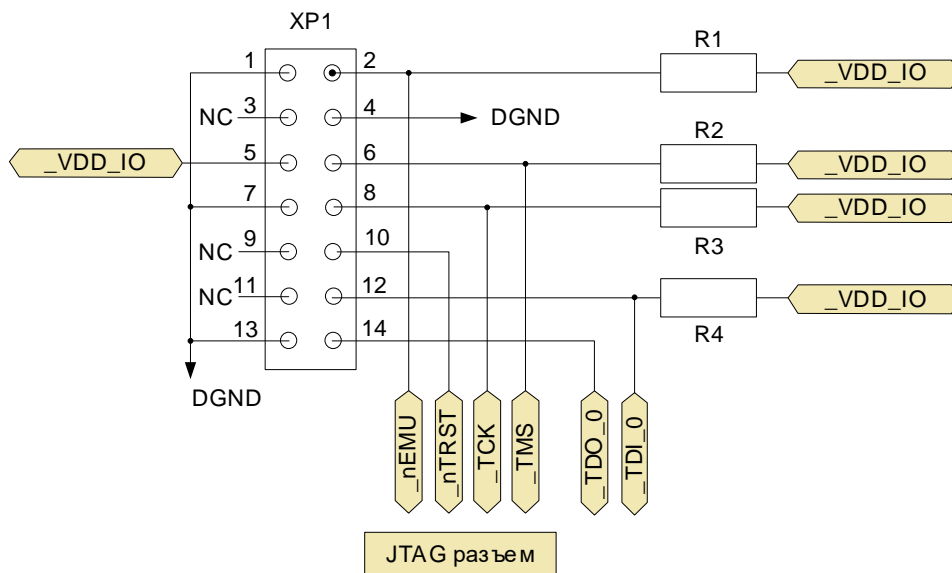 XP1
R1
1 2 _VDD_IO
NC 3 4 DGND
R2
_VDD_IO 5 6 _VDD_IO
7 8 _VDD_IO
R3
NC 9 10
NC 11 12 _VDD_IO
R4
13 14
DGND
_nEMU
_nTRST
_TCK
_TMS
_TDO_0
_TDI_0
JTAG разъем